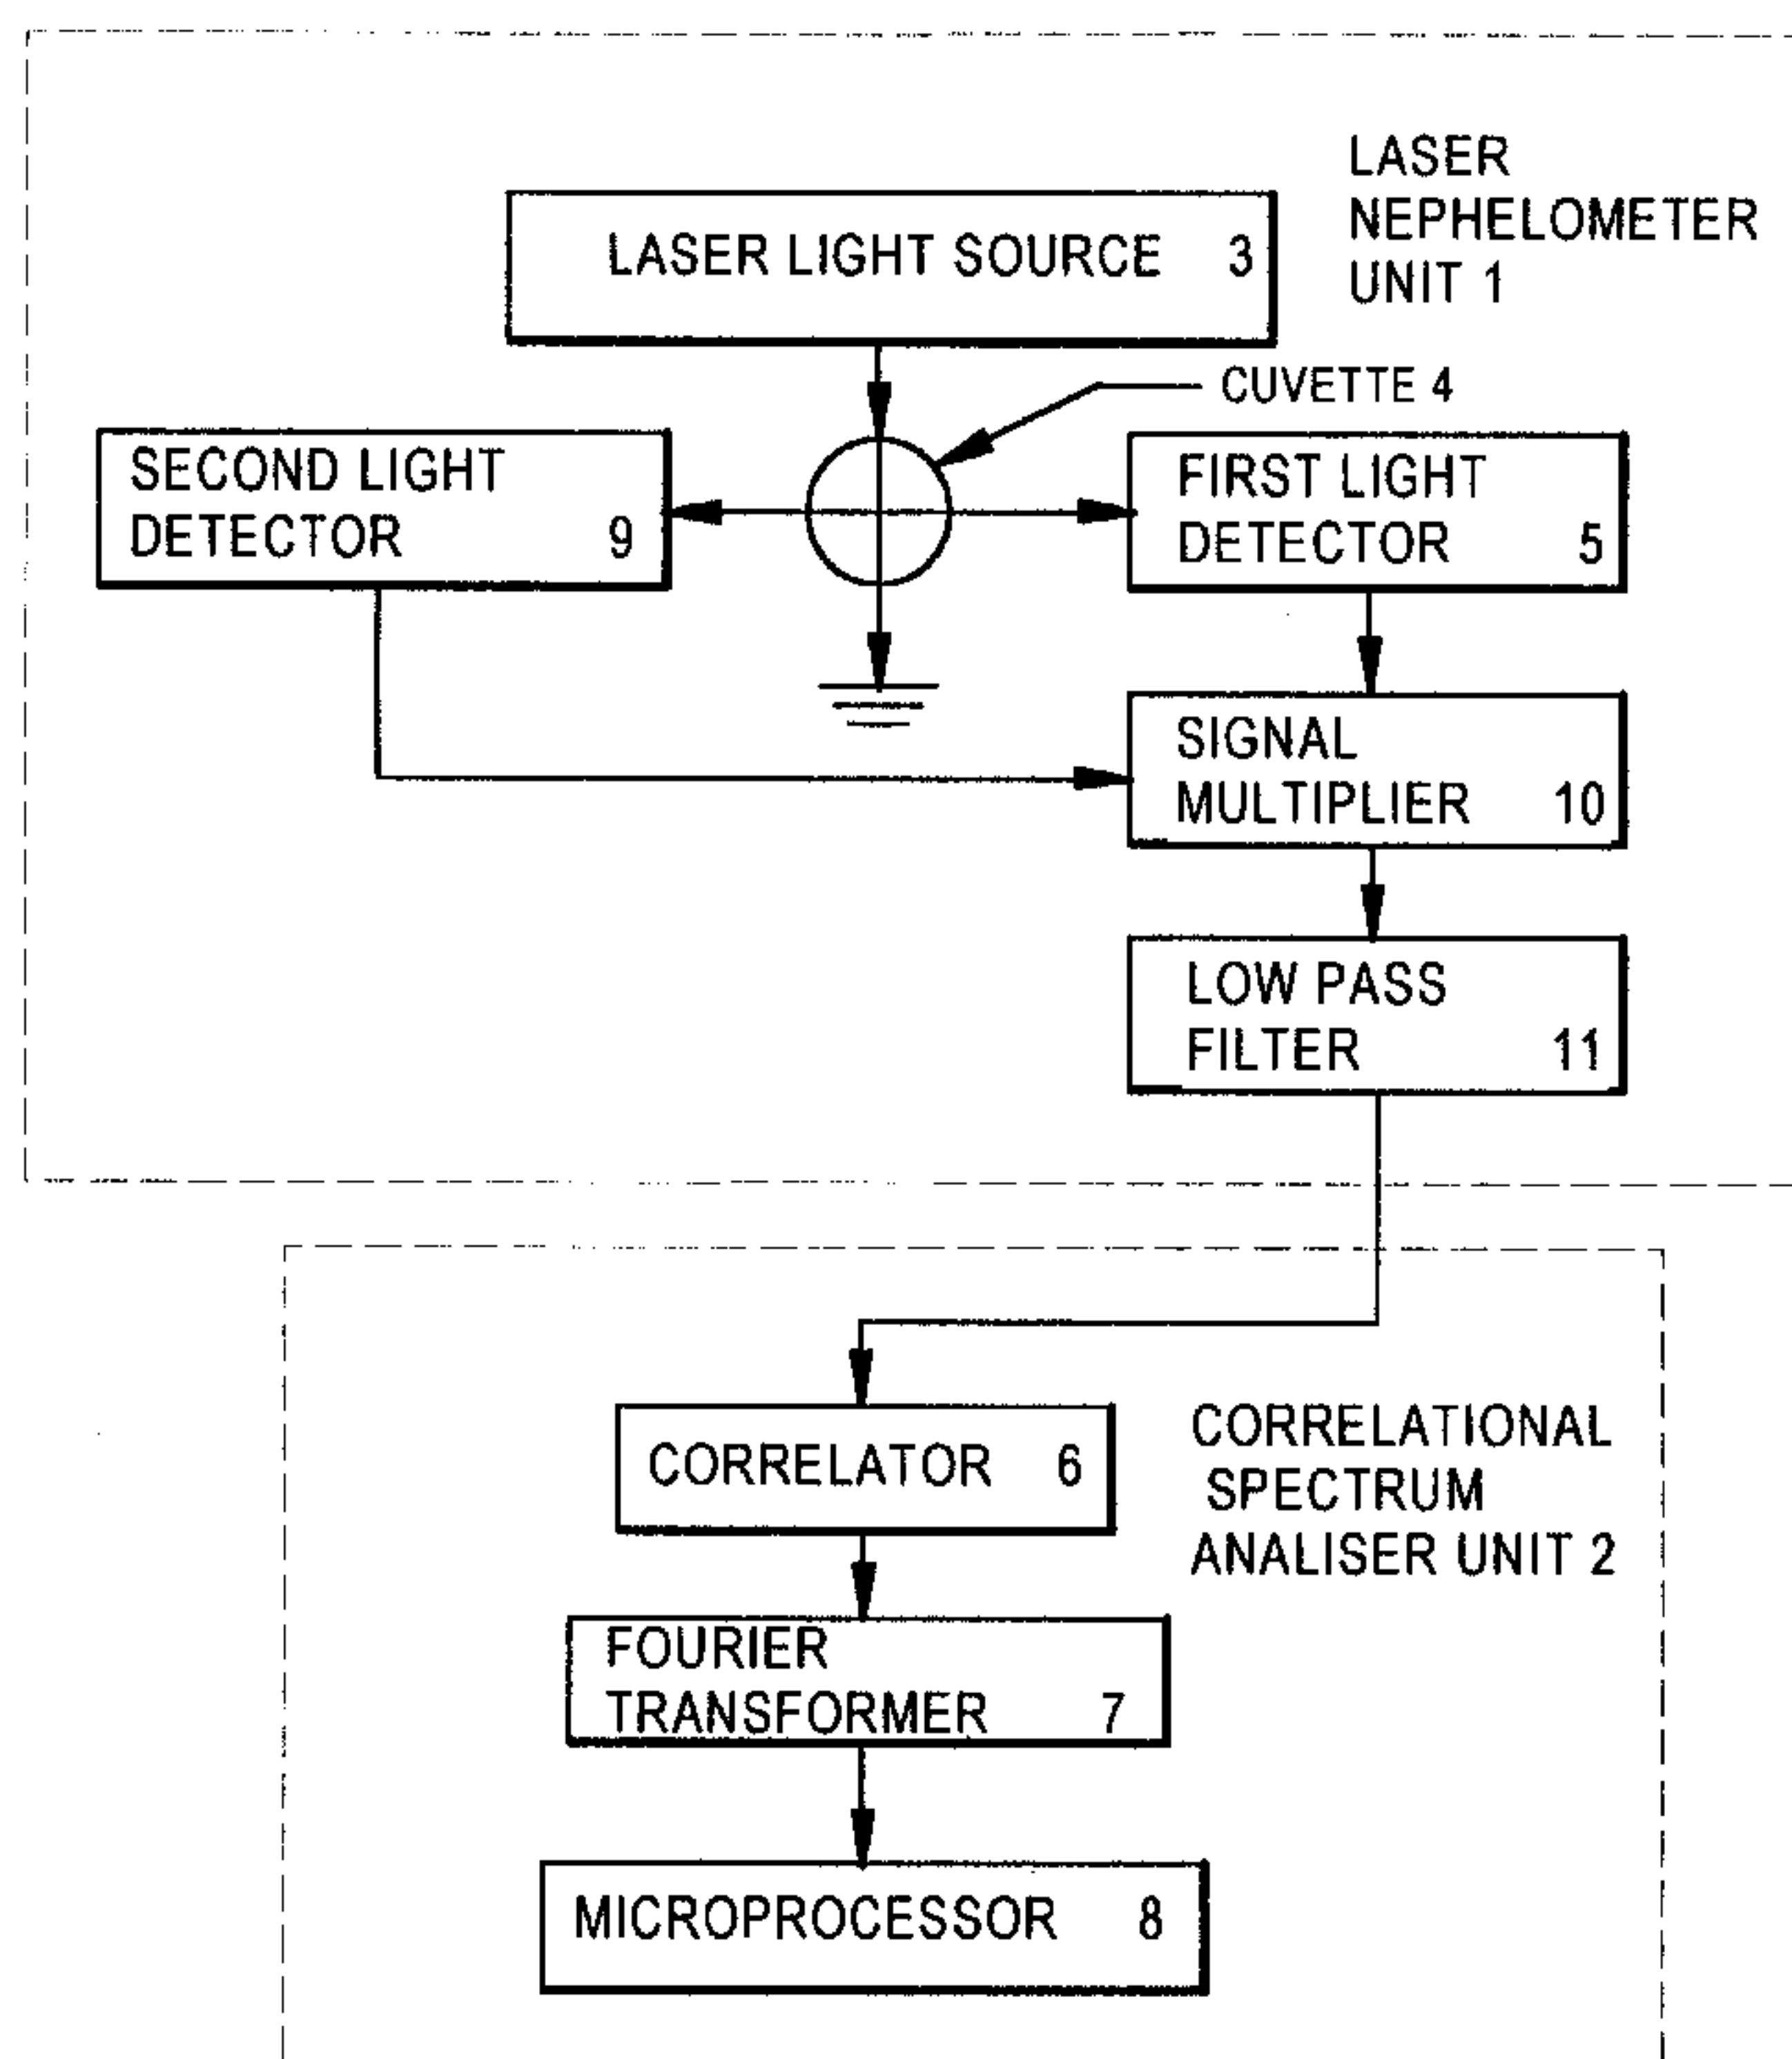 LASER
NEPHELOMETER
UNIT 1
LASER LIGHT SOURCE 3
CUVETTE 4
SECOND LIGHT
DETECTOR 9
FIRST LIGHT
DETECTOR 5
SIGNAL
MULTIPLIER 10
LOW PASS
FILTER 11
CORRELATOR 6
CORRELATIONAL
SPECTRUM
ANALISER UNIT 2
FOURIER
TRANSFORMER 7
MICROPROCESSOR 8